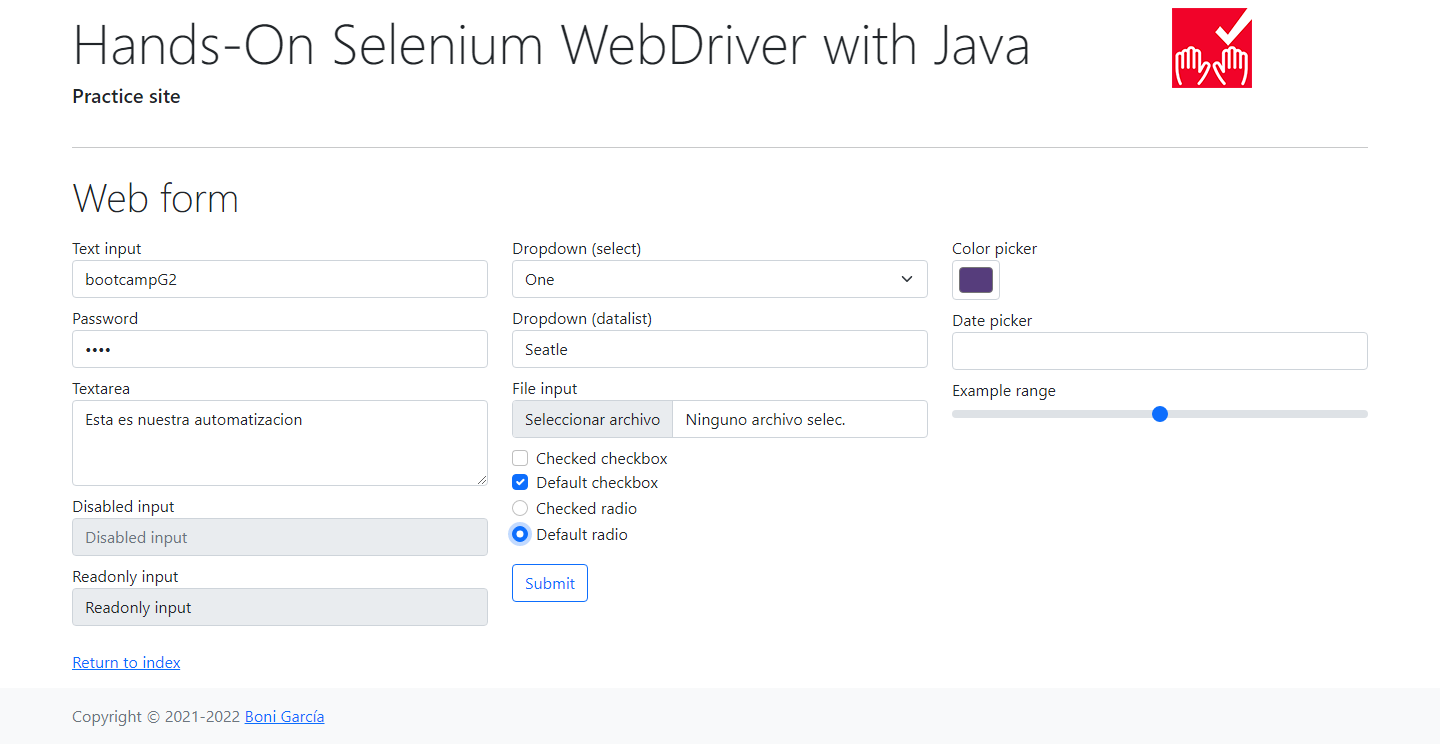 Hands-On Selenium WebDriver with Java
Practice site
Web form
Text input
bootcampG2
Password
••••
Textarea
Esta es nuestra automatizacion
Disabled input
Disabled input
Readonly input
Readonly input
Dropdown (select)
One
Dropdown (datalist)
Seatle
File input
Seleccionar archivo Ninguno archivo selec.
Checked checkbox
Default checkbox
Checked radio
Default radio
Submit
Color picker
Date picker
Example range
Return to index
Copyright © 2021-2022 Boni García